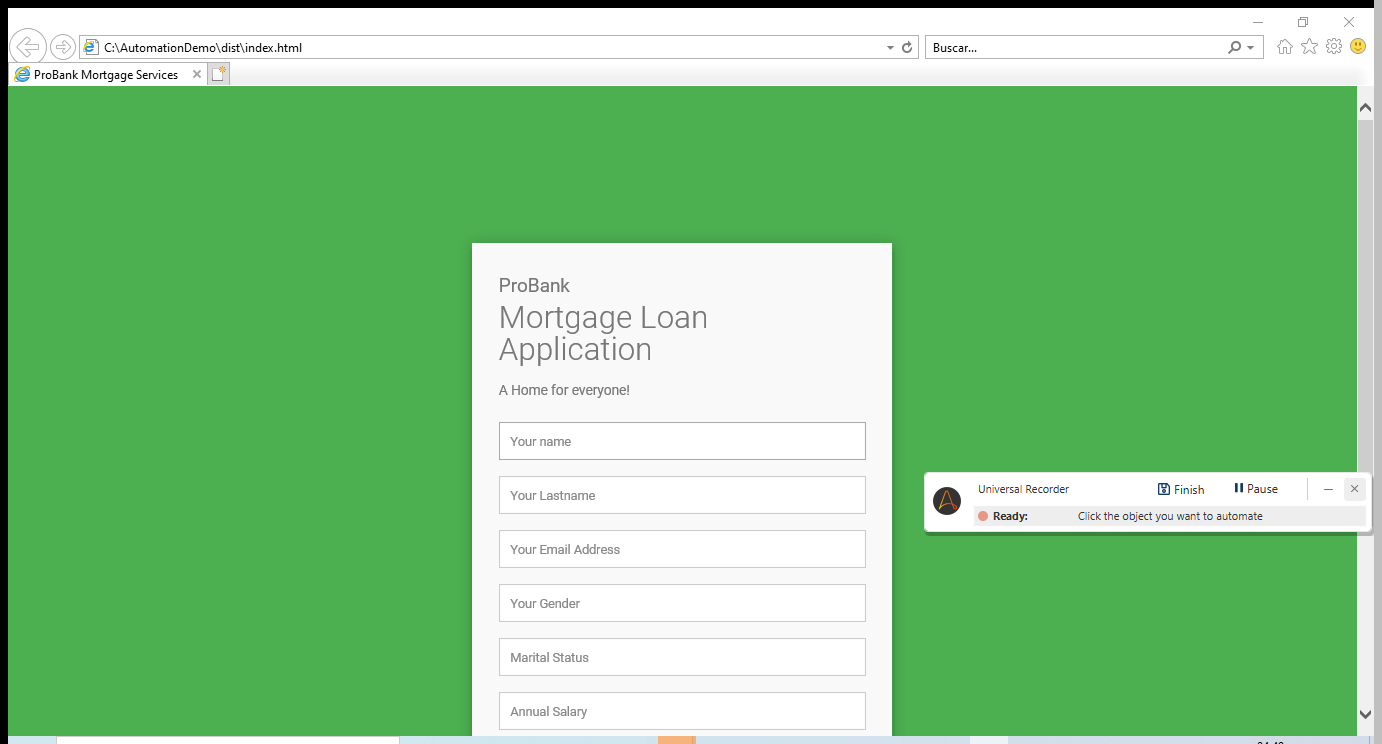 C:\AutomationDemo\dist\index.html
Buscar...
ProBank Mortgage Services
ProBank
Mortgage Loan
Application
A Home for everyone!
Your name
Your Lastname
Your Email Address
Your Gender
Marital Status
Annual Salary
Universal Recorder
Finish
Pause
Ready:
Click the object you want to automate